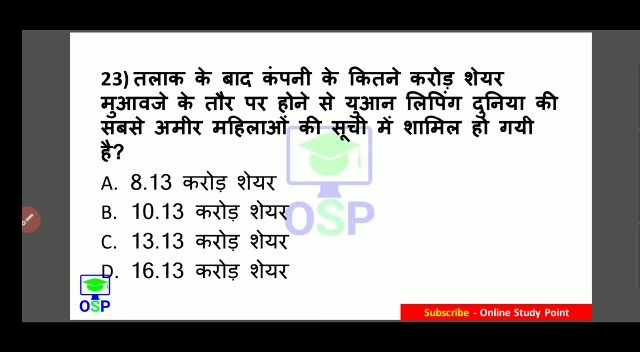 23) तलाक के बाद कंपनी के कितने करोड़ शेयर
मुआवजे के तौर पर होने से युआन लिपिंग दुनिया की
सबसे अमीर महिलाओं की सूची में शामिल हो गयी
है?
A. 8.13 करोड़ शेयर
B. 10.13 करोड़ शेयर
C. 13.13 करोड़ शेयर
D. 16.13 करोड़ शेयर
OSP
OSP
Subscribe - Online Study Point